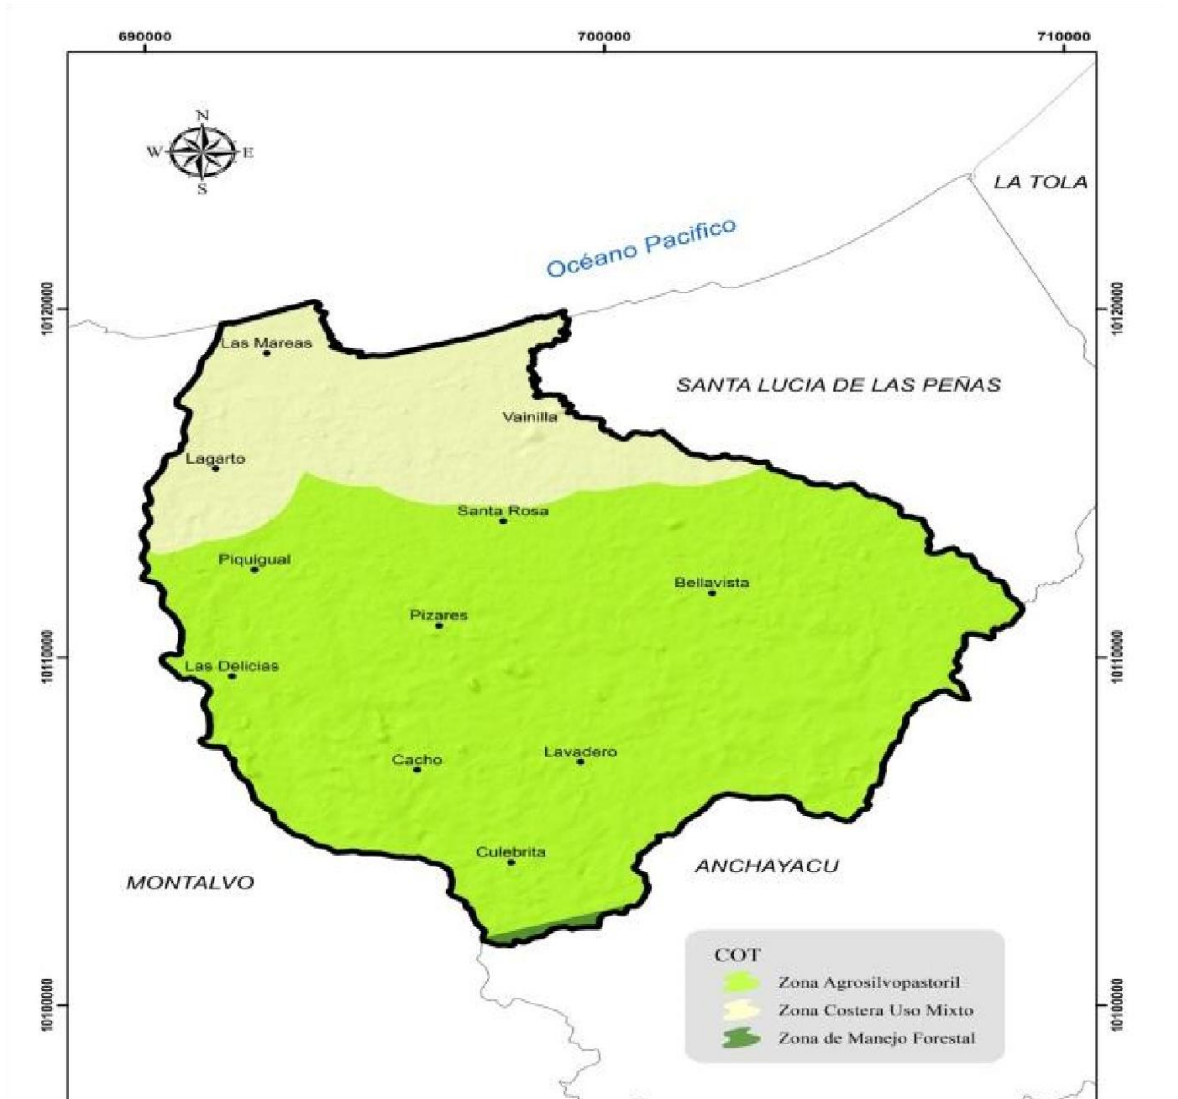 690000 700000 710000
N
W E
S
LA TOLA
Océano Pacifico
10120000 10120000
Las Mareas
SANTA LUCIA DE LAS PEÑAS
Vainilla
Lagarto
Santa Rosa
Piquigual
Bellavista
Pizares
10110000 10110000
Las Delicias
Lavadero
Cacho
Culebrita
ANCHAYACU
MONTALVO
COT
Zona Agrosilvopastoril
10100000 10100000
Zona Costera Uso Mixto
Zona de Manejo Forestal